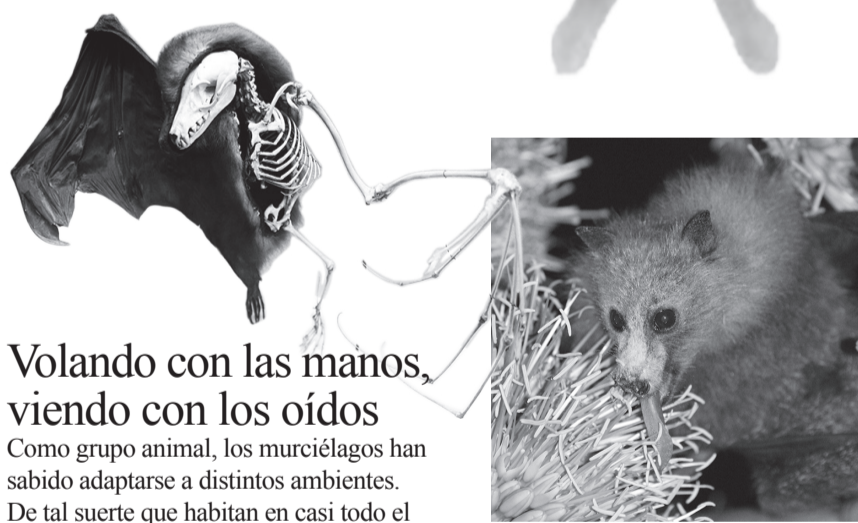 Volando con las manos,
viendo con los oídos
Como grupo animal, los murciélagos han
sabido adaptarse a distintos ambientes.
De tal suerte que habitan en casi todo el